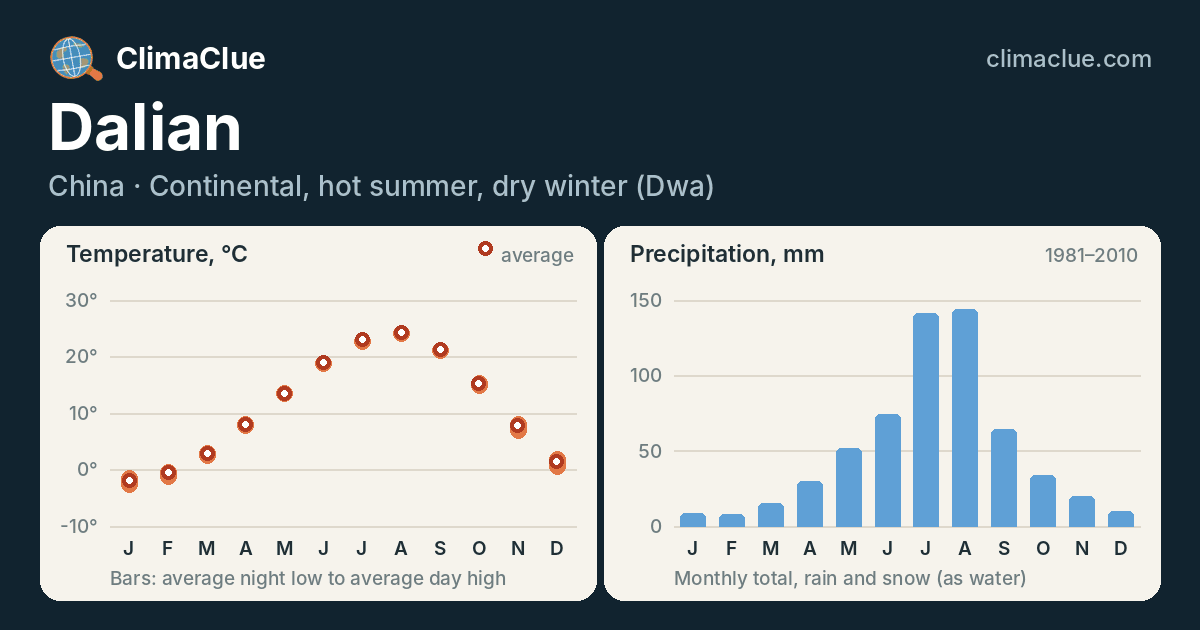 ClimaClue
climaclue.com
Dalian
China · Continental, hot summer, dry winter (Dwa)
Temperature, °C
average
30°
20°
10°
0°
-10°
J F M A M J J A S O N D
Bars: average night low to average day high
Precipitation, mm
1981–2010
150
100
50
0
J F M A M J J A S O N D
Monthly total, rain and snow (as water)